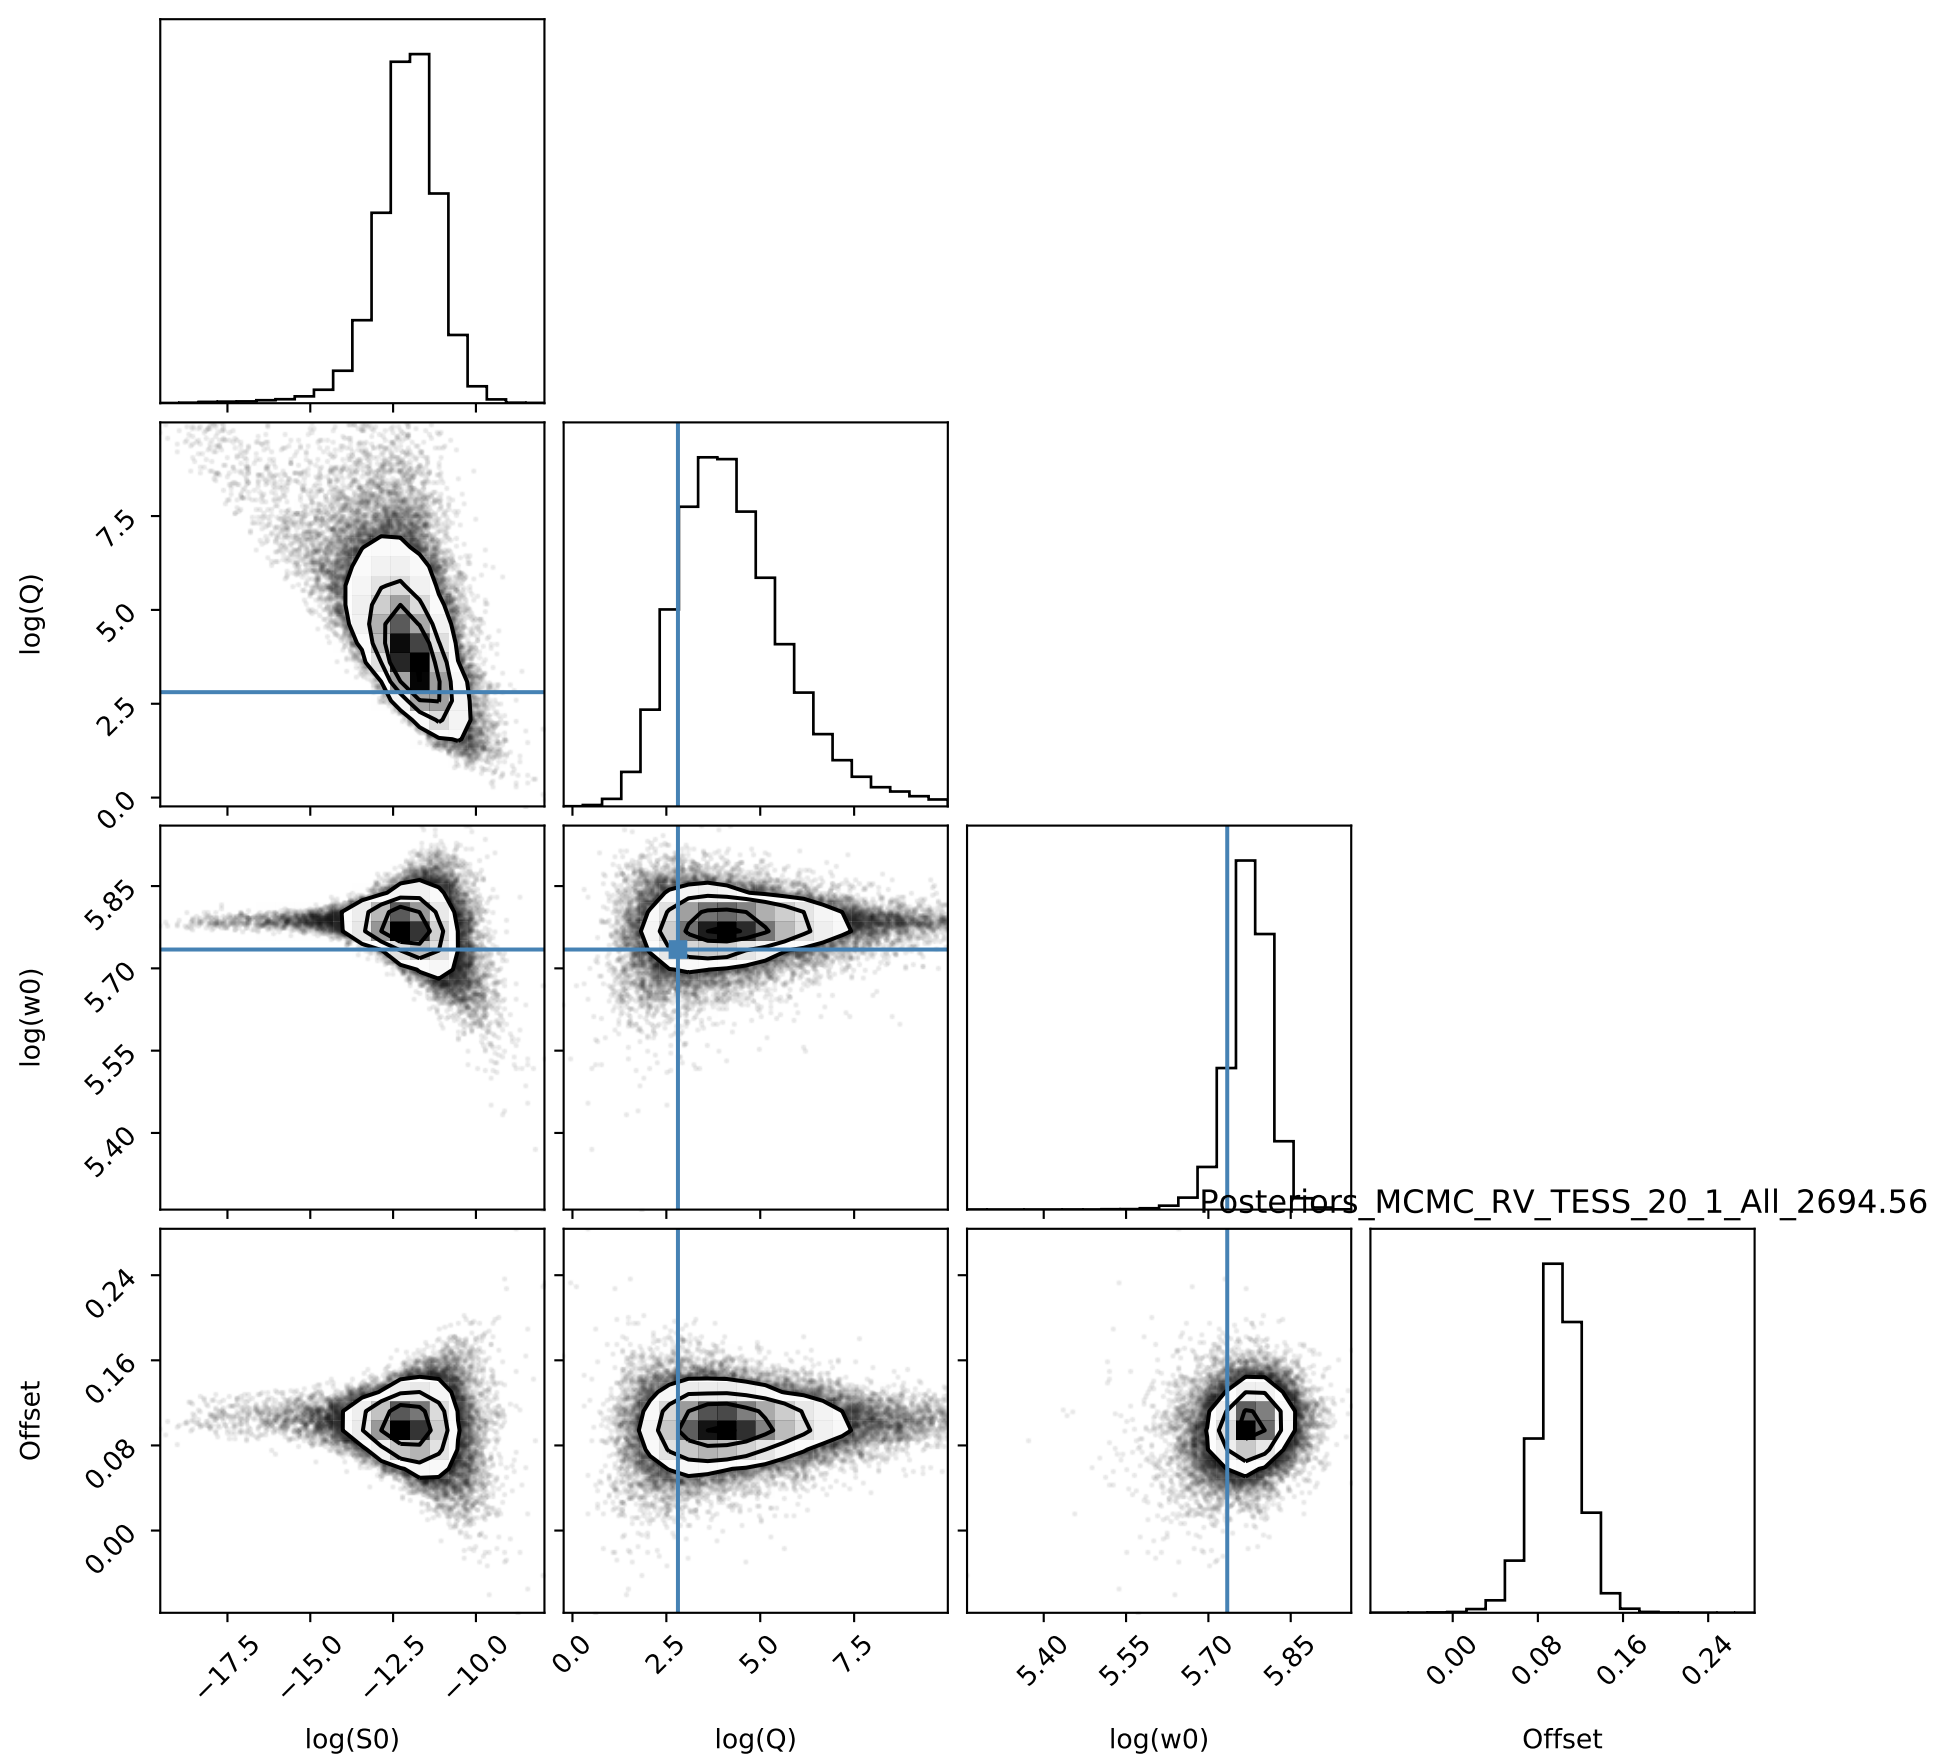 log(Q)
7.5
5.0
2.5
0.0
log(w0)
5.85
5.70
5.55
5.40
Posteriors_MCMC_RV_TESS_20_1_All_2694.56
Offset
0.24
0.16
0.08
0.00
−17.5 −15.0 −12.5 −10.0 0.0 2.5 5.0 7.5 5.40 5.55 5.70 5.85 0.00 0.08 0.16 0.24
log(S0) log(Q) log(w0) Offset